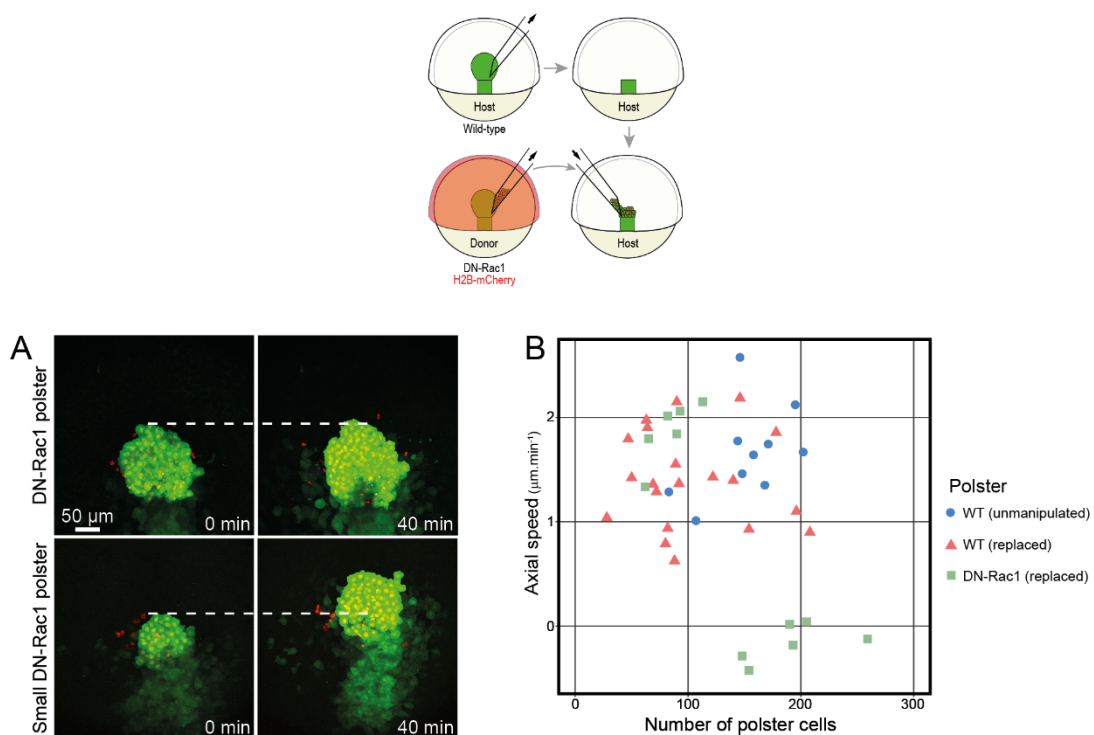 Host
Wild-type
Host
Donor
DN-Rac1
H2B-mCherry
Host
A
DN-Rac1 polster
50 µm
0 min
40 min
Small DN-Rac1 polster
0 min
40 min
B
Axial speed (µm.min⁻¹)
2
1
0
0
100
200
300
Number of polster cells
Polster
WT (unmanipulated)
WT (replaced)
DN-Rac1 (replaced)